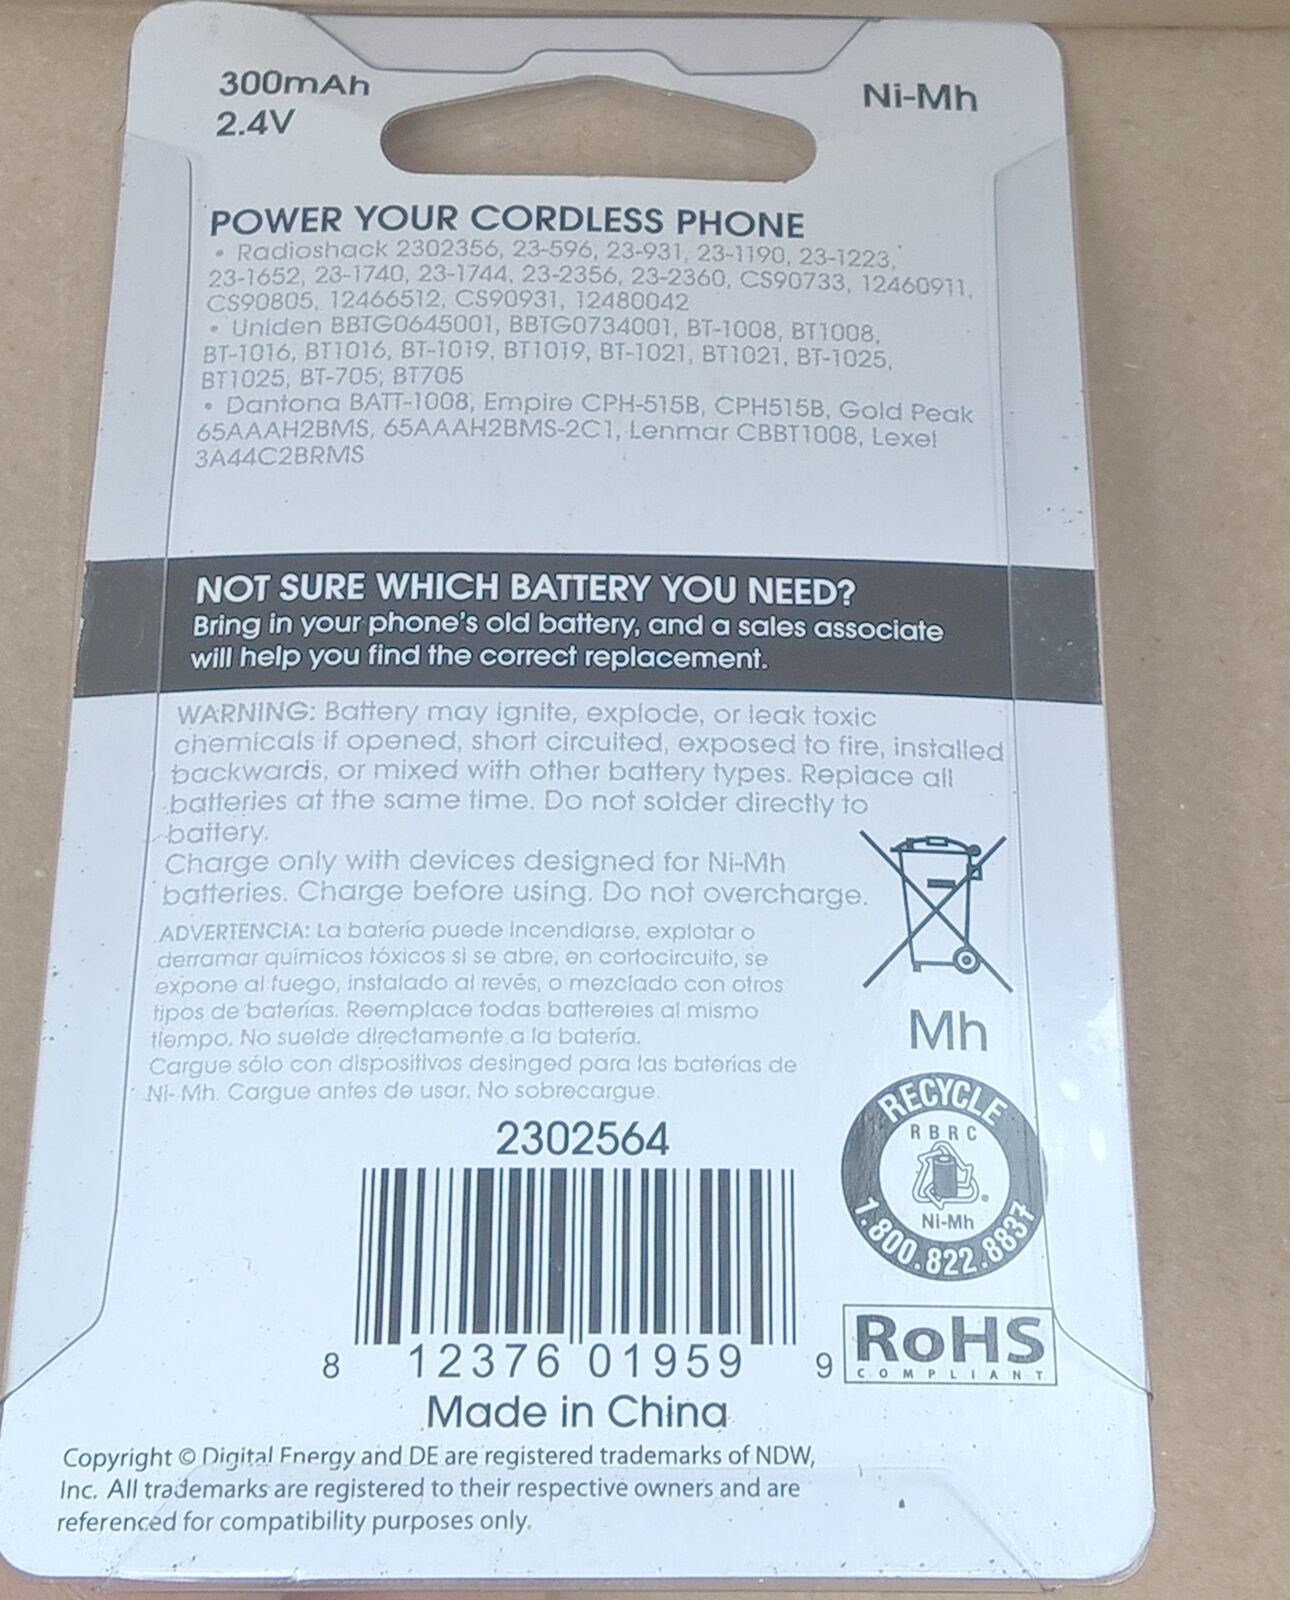 300mAh
2.4V
Ni-Mh
POWER YOUR CORDLESS PHONE
• Radioshack 2302356, 23-596, 23-931, 23-1190, 23-1223,
23-1652, 23-1740, 23-1744, 23-2356, 23-2360, CS90733, 12460911,
CS90805, 12466512, CS90931, 12480042
• Uniden BBTG0645001, BBTG0734001, BT-1008, BT1008,
BT-1016, BT1016, BT-1019, BT1019, BT-1021, BT1021, BT-1025,
BT1025, BT-705; BT705
• Dantona BATT-1008, Empire CPH-515B, CPH515B, Gold Peak
65AAAH2BMS, 65AAAH2BMS-2C1, Lenmar CBBT1008, Lexel
3A44C2BRMS
NOT SURE WHICH BATTERY YOU NEED?
Bring in your phone's old battery, and a sales associate
will help you find the correct replacement.
WARNING: Battery may ignite, explode, or leak toxic
chemicals if opened, short circuited, exposed to fire, installed
backwards, or mixed with other battery types. Replace all
batteries at the same time. Do not solder directly to
battery.
Charge only with devices designed for Ni-Mh
batteries. Charge before using. Do not overcharge.
ADVERTENCIA: La batería puede incendiarse, explotar o
derramar químicos tóxicos si se abre, en cortocircuito, se
expone al fuego, instalado al revés, o mezclado con otros
tipos de baterías. Reemplace todas battereies al mismo
tiempo. No suelde directamente a la batería.
Cargue sólo con dispositivos desinged para las baterías de
Ni- Mh. Cargue antes de usar. No sobrecargue.
Mh
RECYCLE
RBRC
Ni-Mh
1.800.822.8837
2302564
8 12376 01959 9
RoHS
COMPLIANT
Made in China
Copyright © Digital Energy and DE are registered trademarks of NDW,
Inc. All trademarks are registered to their respective owners and are
referenced for compatibility purposes only.